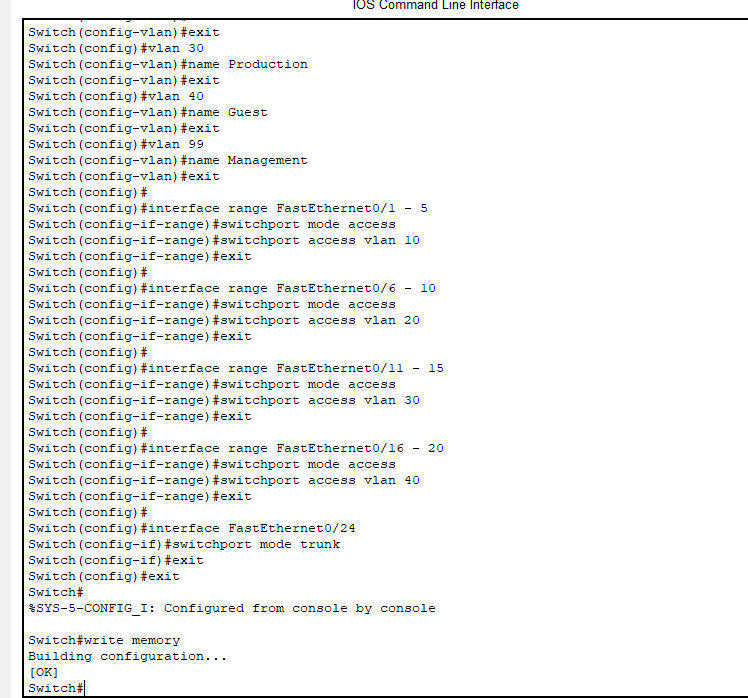 IOS Command Line Interface
Switch(config-vlan)#exit
Switch(config)#vlan 30
Switch(config-vlan)#name Production
Switch(config-vlan)#exit
Switch(config)#vlan 40
Switch(config-vlan)#name Guest
Switch(config-vlan)#exit
Switch(config)#vlan 99
Switch(config-vlan)#name Management
Switch(config-vlan)#exit
Switch(config)#
Switch(config)#interface range FastEthernet0/1 - 5
Switch(config-if-range)#switchport mode access
Switch(config-if-range)#switchport access vlan 10
Switch(config-if-range)#exit
Switch(config)#
Switch(config)#interface range FastEthernet0/6 - 10
Switch(config-if-range)#switchport mode access
Switch(config-if-range)#switchport access vlan 20
Switch(config-if-range)#exit
Switch(config)#
Switch(config)#interface range FastEthernet0/11 - 15
Switch(config-if-range)#switchport mode access
Switch(config-if-range)#switchport access vlan 30
Switch(config-if-range)#exit
Switch(config)#
Switch(config)#interface range FastEthernet0/16 - 20
Switch(config-if-range)#switchport mode access
Switch(config-if-range)#switchport access vlan 40
Switch(config-if-range)#exit
Switch(config)#
Switch(config)#interface FastEthernet0/24
Switch(config-if)#switchport mode trunk
Switch(config-if)#exit
Switch(config)#exit
Switch#
%SYS-5-CONFIG_I: Configured from console by console
Switch#write memory
Building configuration...
[OK]
Switch#